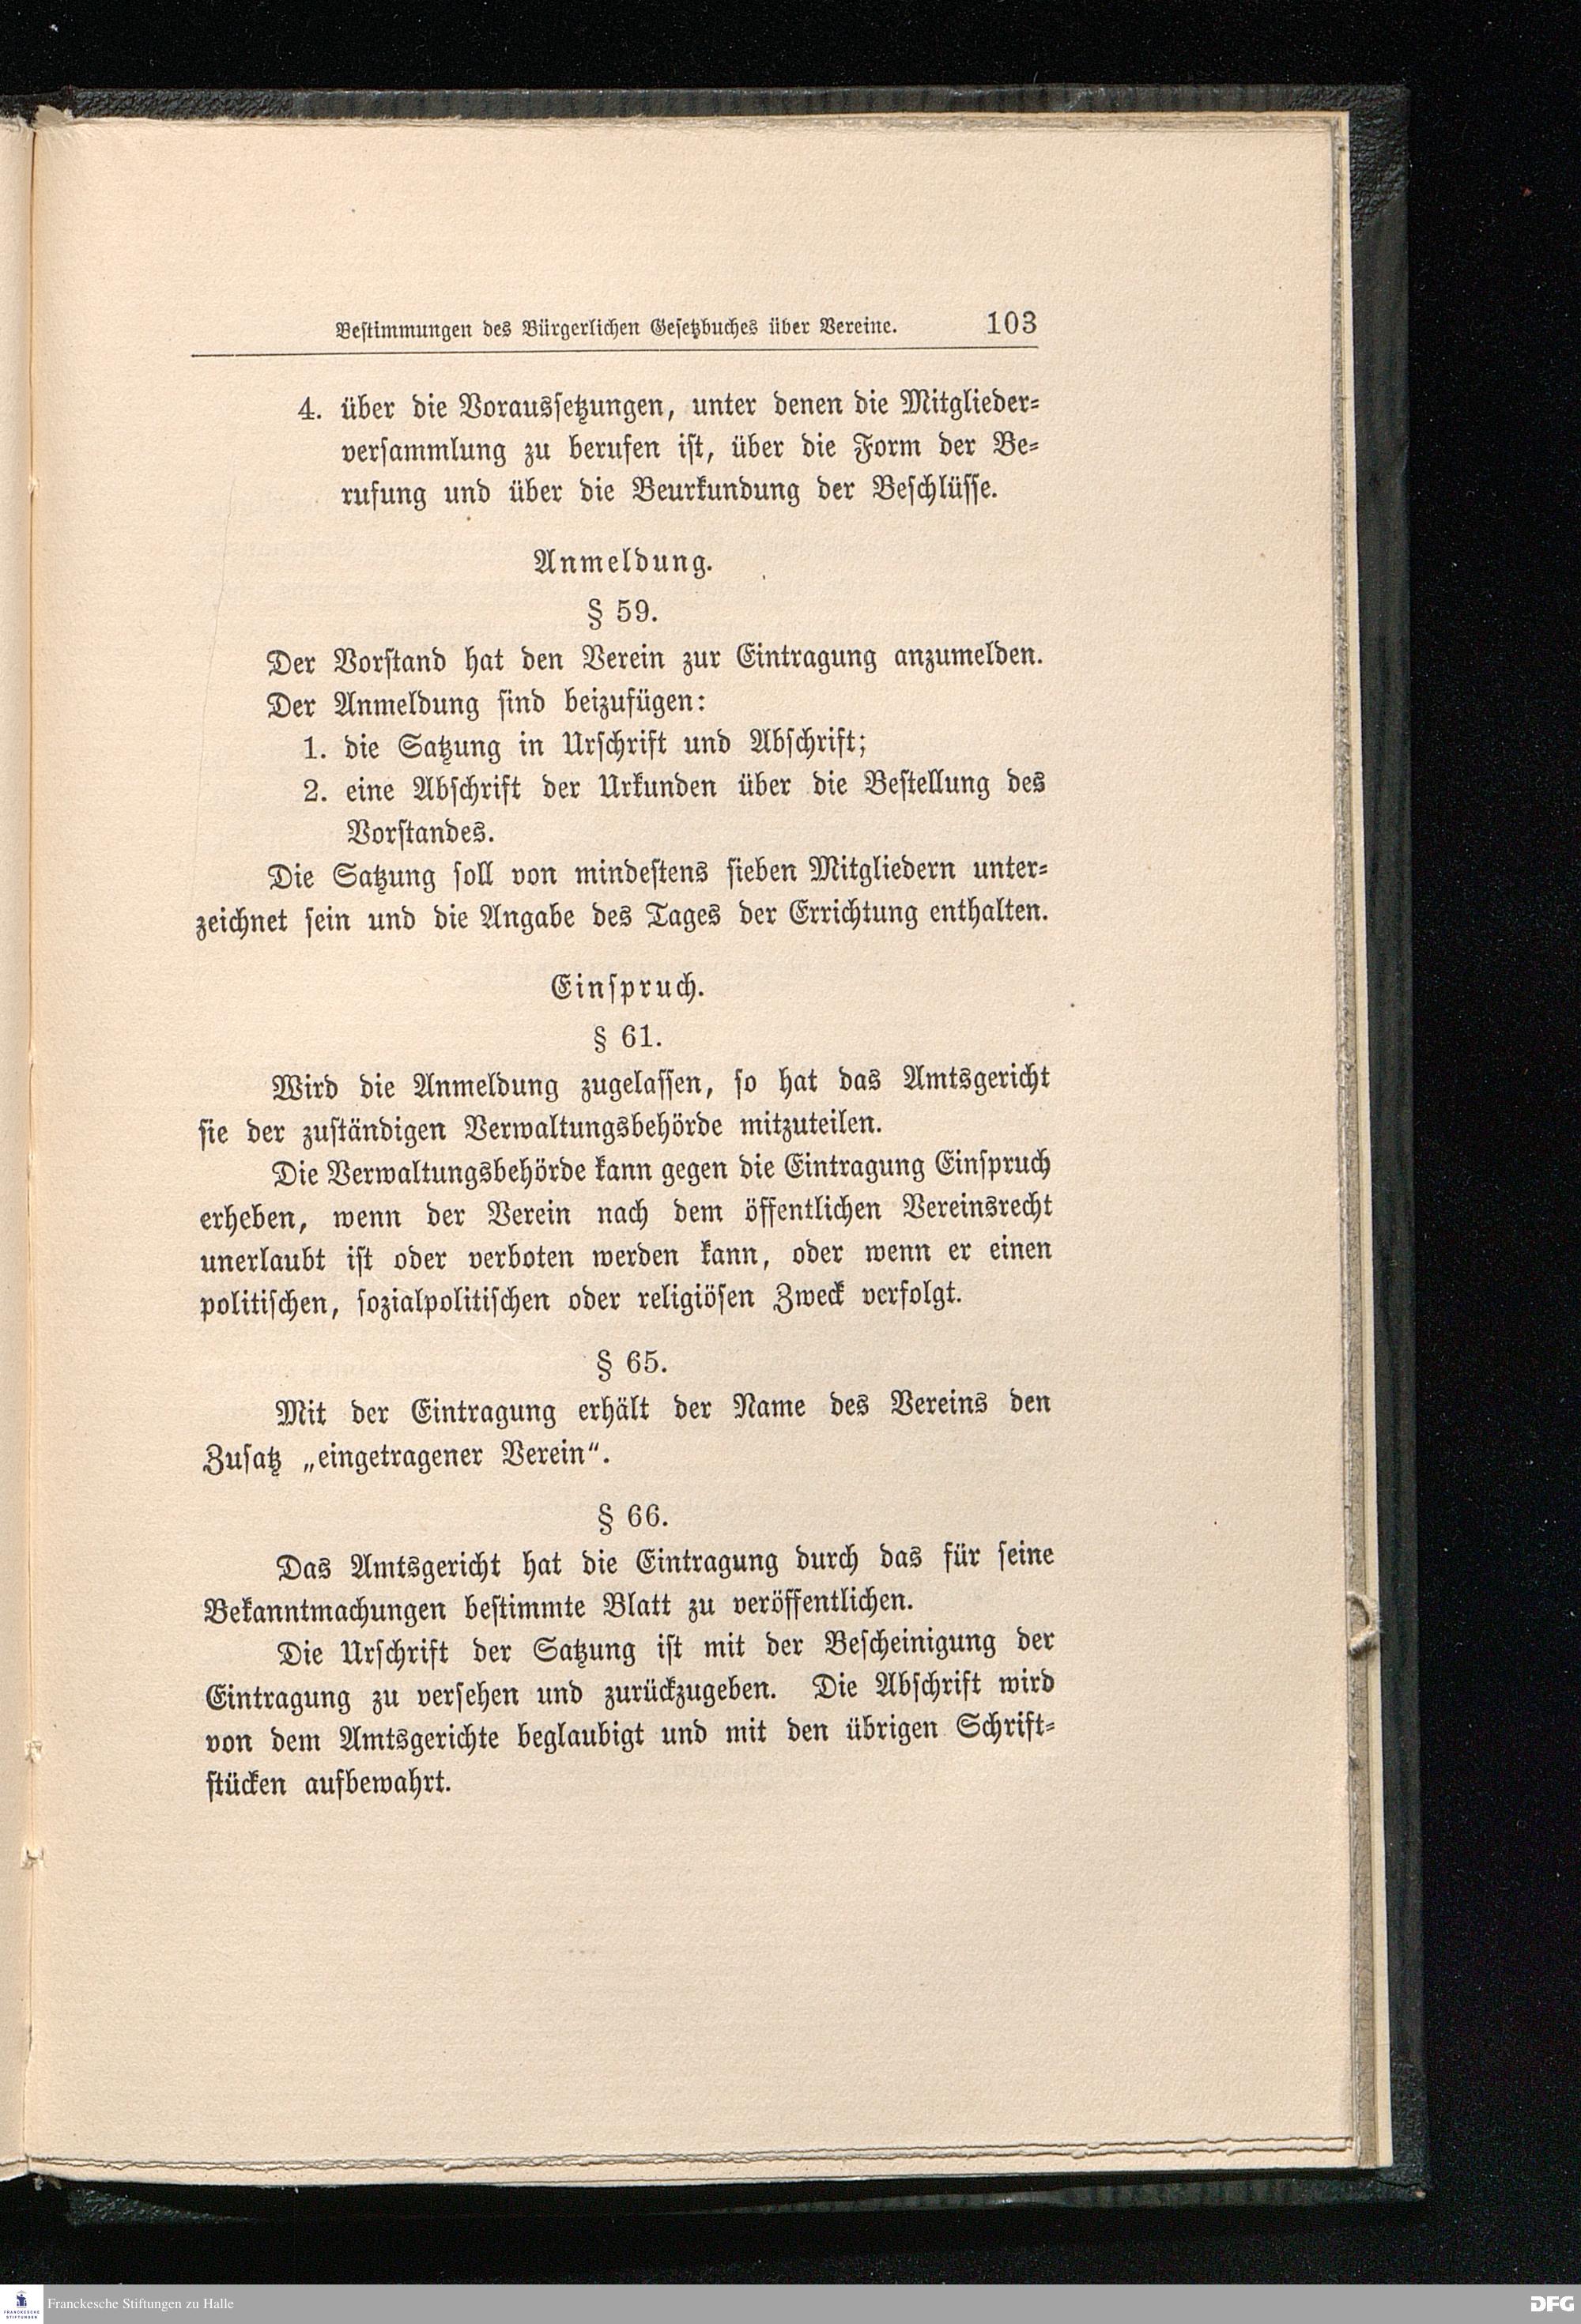 Bestimmungen des Bürgerlichen Gesetzbuches über Vereine. 103
4. über die Voraussetzungen, unter denen die Mitglieder=
versammlung zu berufen ist, über die Form der Be=
rufung und über die Beurkundung der Beschlüsse.
Anmeldung.
§ 59.
Der Vorstand hat den Verein zur Eintragung anzumelden.
Der Anmeldung sind beizufügen:
1. die Satzung in Urschrift und Abschrift;
2. eine Abschrift der Urkunden über die Bestellung des
Vorstandes.
Die Satzung soll von mindestens sieben Mitgliedern unter=
zeichnet sein und die Angabe des Tages der Errichtung enthalten.
Einspruch.
§ 61.
Wird die Anmeldung zugelassen, so hat das Amtsgericht
sie der zuständigen Verwaltungsbehörde mitzuteilen.
Die Verwaltungsbehörde kann gegen die Eintragung Einspruch
erheben, wenn der Verein nach dem öffentlichen Vereinsrecht
unerlaubt ist oder verboten werden kann, oder wenn er einen
politischen, sozialpolitischen oder religiösen Zweck verfolgt.
§ 65.
Mit der Eintragung erhält der Name des Vereins den
Zusatz „eingetragener Verein“.
§ 66.
Das Amtsgericht hat die Eintragung durch das für seine
Bekanntmachungen bestimmte Blatt zu veröffentlichen.
Die Urschrift der Satzung ist mit der Bescheinigung der
Eintragung zu versehen und zurückzugeben. Die Abschrift wird
von dem Amtsgerichte beglaubigt und mit den übrigen Schrift=
stücken aufbewahrt.
FRANCKESCHE
STIFTUNGEN
Franckesche Stiftungen zu Halle
DFG